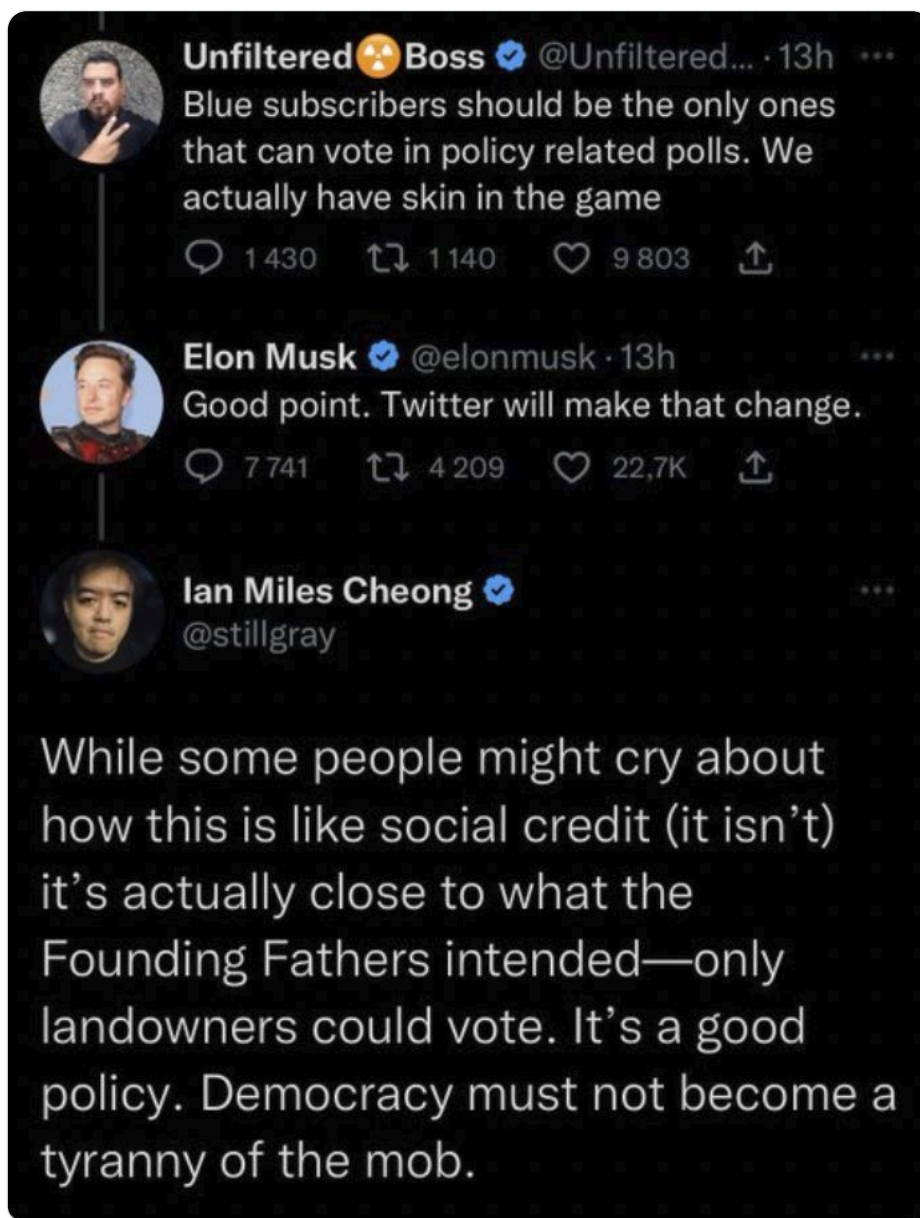 Unfiltered☢️Boss @Unfiltered... · 13h
Blue subscribers should be the only ones
that can vote in policy related polls. We
actually have skin in the game
1 430 1 140 9 803
Elon Musk @elonmusk · 13h
Good point. Twitter will make that change.
7 741 4 209 22,7K
Ian Miles Cheong
@stillgray
While some people might cry about
how this is like social credit (it isn’t)
it’s actually close to what the
Founding Fathers intended—only
landowners could vote. It’s a good
policy. Democracy must not become a
tyranny of the mob.